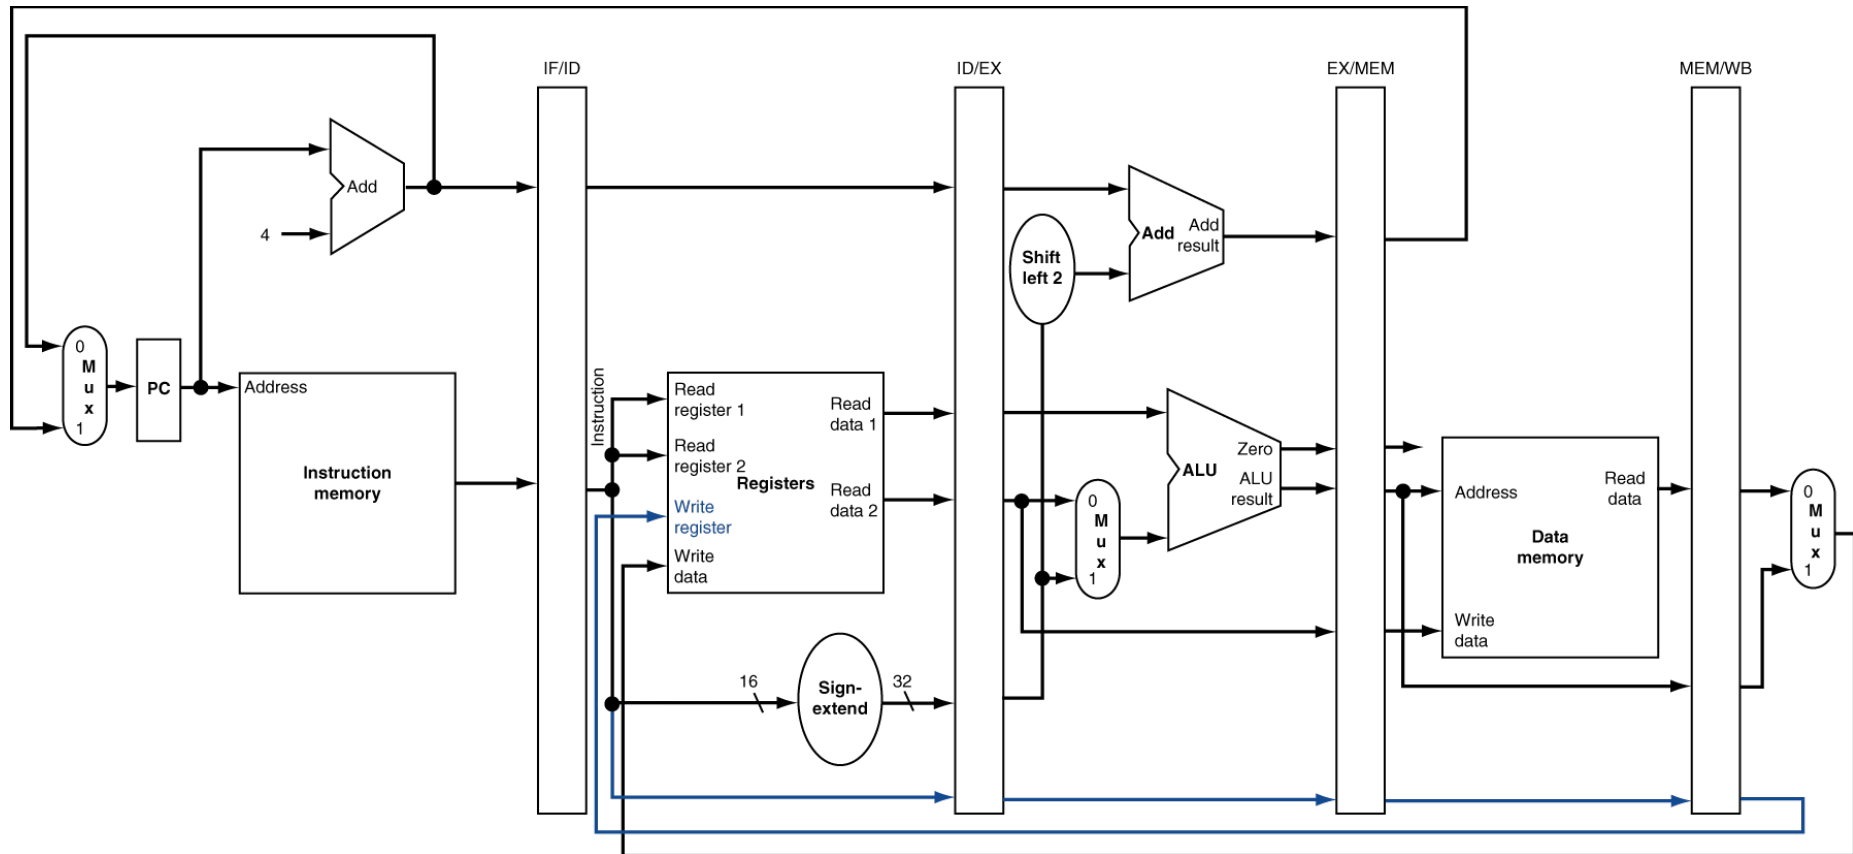 IF/ID
ID/EX
EX/MEM
MEM/WB
Add
4
Add
Add
result
Shift
left 2
0
M
u
x
1
PC
Address
Instruction
memory
Instruction
Read
register 1
Read
register 2
Write
register
Write
data
Registers
Read
data 1
Read
data 2
16
Sign-
extend
32
0
M
u
x
1
Zero
ALU
ALU
result
Address
Read
data
Data
memory
Write
data
0
M
u
x
1